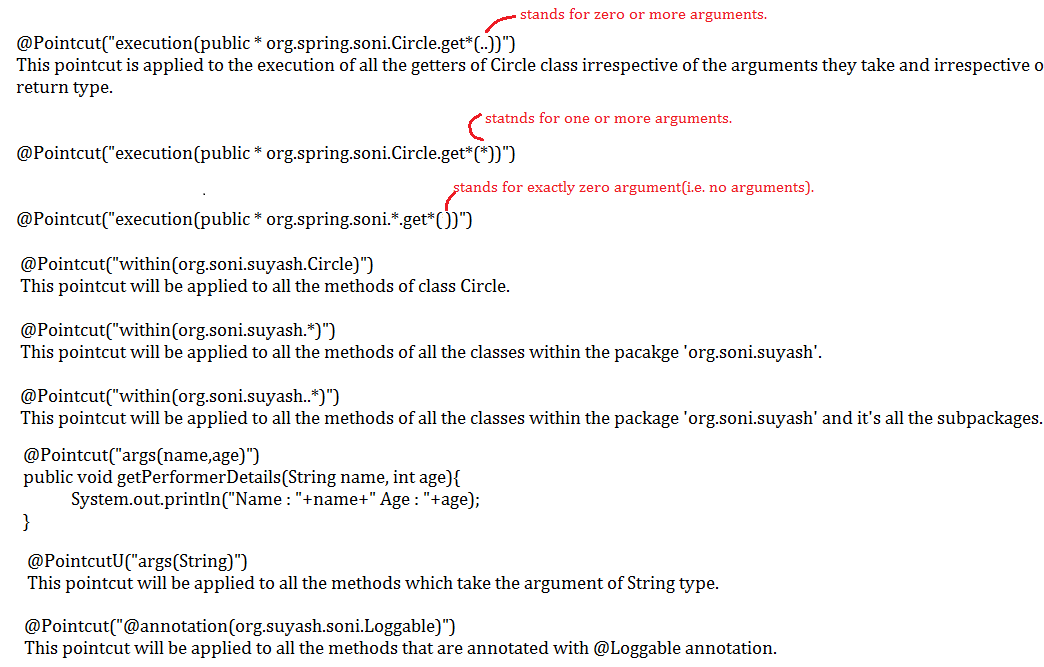 stands for zero or more arguments.
@Pointcut("execution(public * org.spring.soni.Circle.get*(..))")
This pointcut is applied to the execution of all the getters of Circle class irrespective of the arguments they take and irrespective o
return type.
statnds for one or more arguments.
@Pointcut("execution(public * org.spring.soni.Circle.get*(*))")
stands for exactly zero argument(i.e. no arguments).
@Pointcut("execution(public * org.spring.soni.*.get*( ))")
@Pointcut("within(org.soni.suyash.Circle)")
This pointcut will be applied to all the methods of class Circle.
@Pointcut("within(org.soni.suyash.*)")
This pointcut will be applied to all the methods of all the classes within the pacakge 'org.soni.suyash'.
@Pointcut("within(org.soni.suyash..*)")
This pointcut will be applied to all the methods of all the classes within the package 'org.soni.suyash' and it's all the subpackages.
@Pointcut("args(name,age)")
public void getPerformerDetails(String name, int age){
System.out.println("Name : "+name+" Age : "+age);
}
@PointcutU("args(String)")
This pointcut will be applied to all the methods which take the argument of String type.
@Pointcut("@annotation(org.suyash.soni.Loggable)")
This pointcut will be applied to all the methods that are annotated with @Loggable annotation.